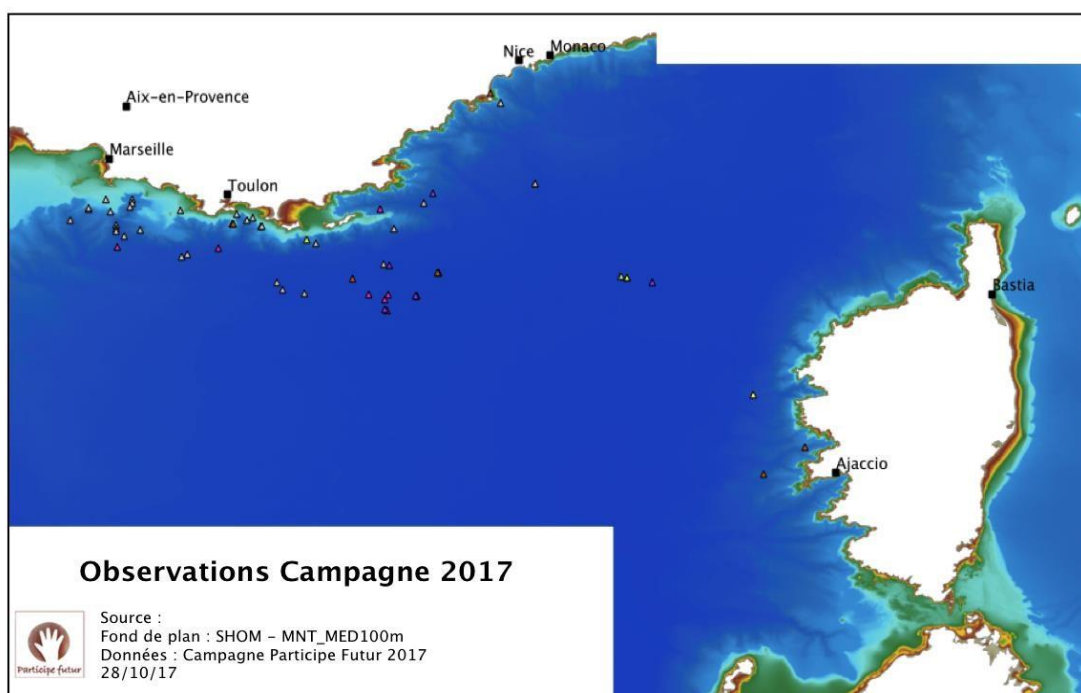 Nice
Monaco
Aix-en-Provence
Marseille
Toulon
Bastia
Ajaccio
Observations Campagne 2017
Source :
Fond de plan : SHOM - MNT_MED100m
Données : Campagne Participe Futur 2017
28/10/17
Participe futur